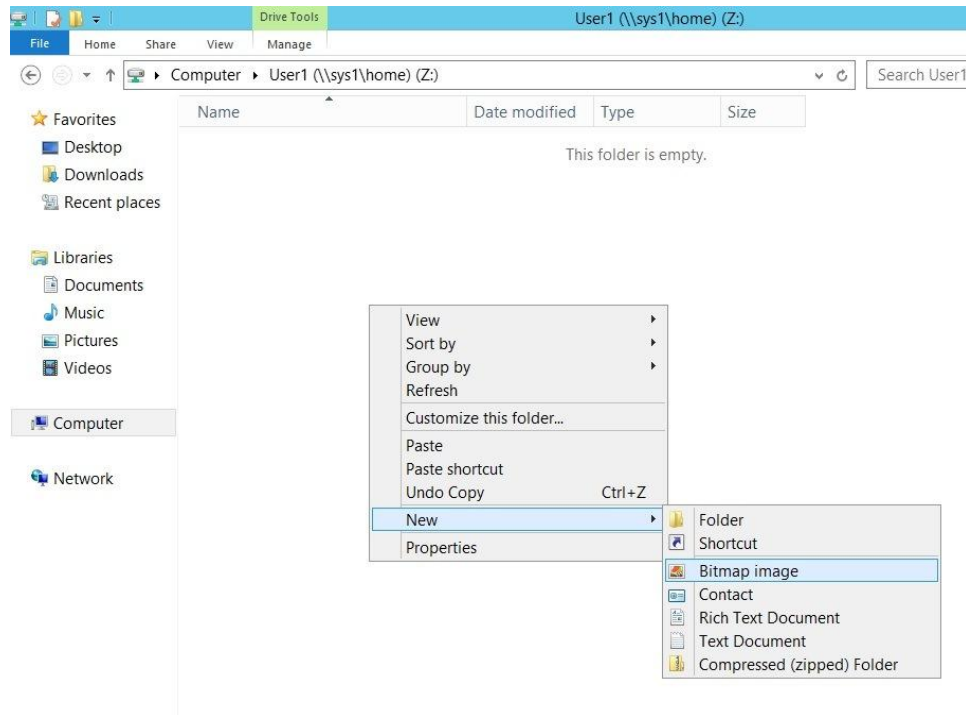 Drive Tools
User1 (\\sys1\home) (Z:)
File Home Share View Manage
Computer User1 (\\sys1\home) (Z:)
Search User1
Name Date modified Type Size
This folder is empty.
Favorites
Desktop
Downloads
Recent places
Libraries
Documents
Music
Pictures
Videos
Computer
Network
View
Sort by
Group by
Refresh
Customize this folder...
Paste
Paste shortcut
Undo Copy Ctrl+Z
New
Properties
Folder
Shortcut
Bitmap image
Contact
Rich Text Document
Text Document
Compressed (zipped) Folder